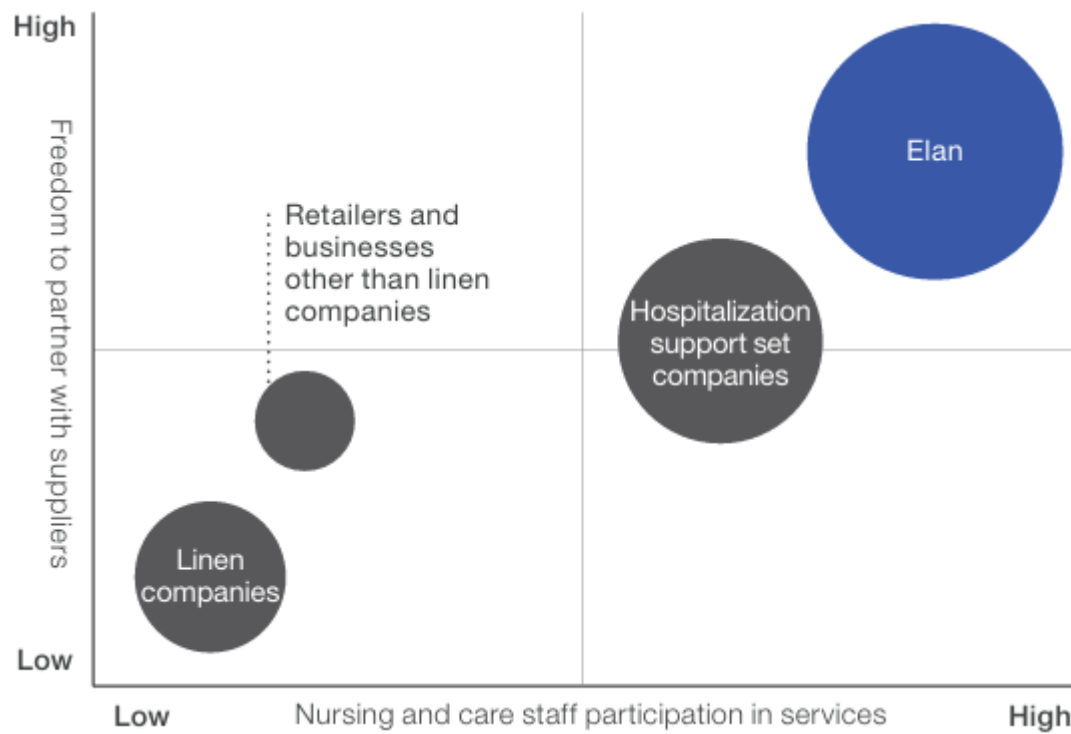 High
Freedom to partner with suppliers
Elan
Retailers and
businesses
other than linen
companies
Hospitalization
support set
companies
Linen
companies
Low
Low
Nursing and care staff participation in services
High